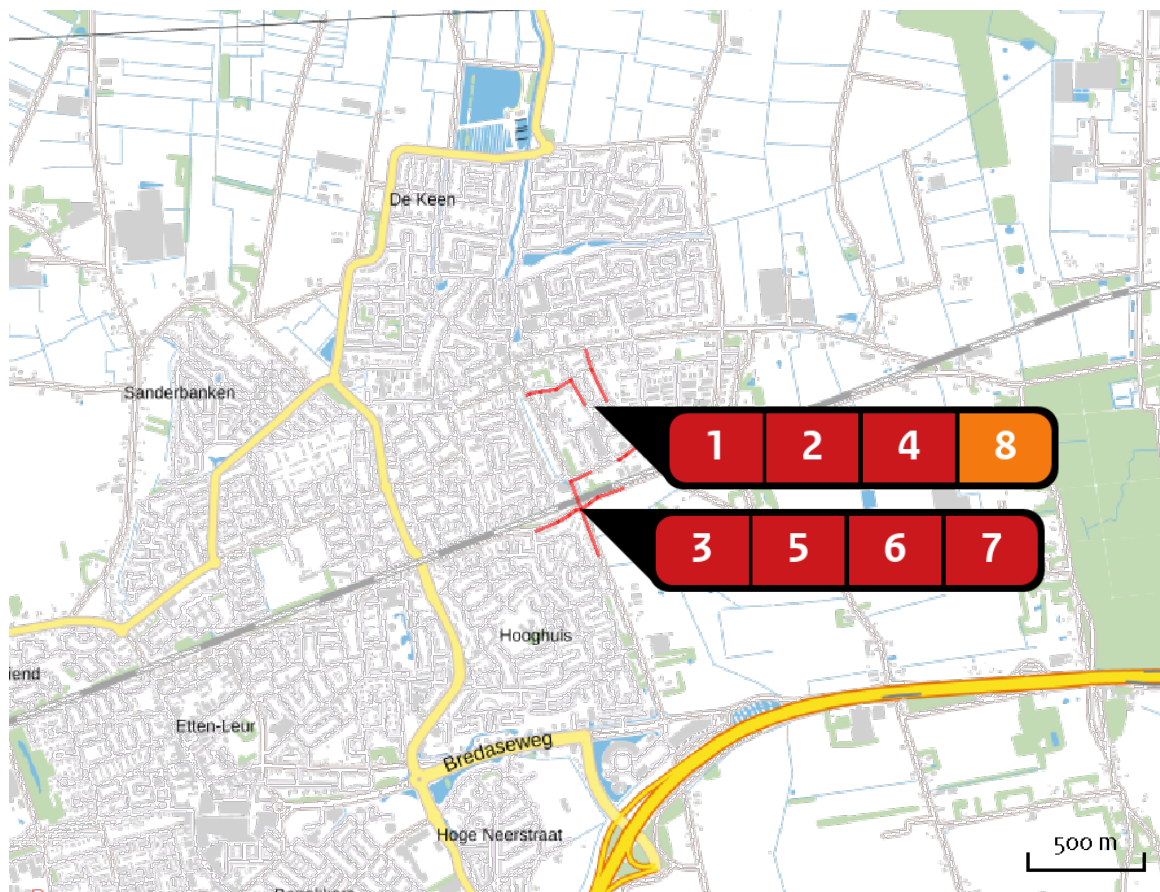 De Keen
Sanderbanken
1 2 4 8
3 5 6 7
Hooghuis
iend
Etten-Leur
Bredaseweg
Hoge Neerstraat
500 m